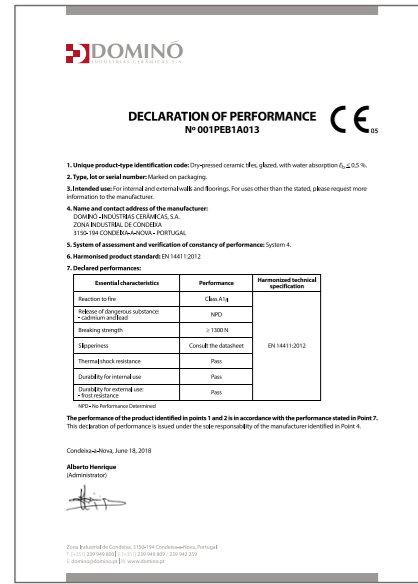 DOMINÓ
INDÚSTRIAS CERÂMICAS S.A.
DECLARATION OF PERFORMANCE
Nº 001PEB1A013
CE 05
1. Unique product-type identification code: Dry-pressed ceramic tiles, glazed, with water absorption Eb ≤ 0,5 %.
2. Type, lot or serial number: Marked on packaging.
3. Intended use: For internal and external walls and floorings. For uses other than the stated, please request more
information to the manufacturer.
4. Name and contact address of the manufacturer:
DOMINÓ - INDÚSTRIAS CERÂMICAS, S.A.
ZONA INDUSTRIAL DE CONDEIXA
3150-194 CONDEIXA-A-NOVA - PORTUGAL
5. System of assessment and verification of constancy of performance: System 4.
6. Harmonised product standard: EN 14411:2012
7. Declared performances:
Essential characteristics Performance Harmonized technical specification
Reaction to fire Class A1fl
Release of dangerous substance:
- cadmium and lead NPD
Breaking strength ≥ 1300 N
Slipperiness Consult the datasheet EN 14411:2012
Thermal shock resistance Pass
Durability for internal use Pass
Durability for external use:
- frost resistance Pass
NPD - No Performance Determined
The performance of the product identified in points 1 and 2 is in accordance with the performance stated in Point 7.
This declaration of performance is issued under the sole responsability of the manufacturer identified in Point 4.
Condeixa-a-Nova, June 18, 2018
Alberto Henrique
(Administrator)
Zona Industrial de Condeixa, 3150-194 Condeixa-a-Nova, Portugal
T. [+351] 239 949 800 | F. [+351] 239 949 809 / 239 942 259
E. domino@domino.pt | W. www.domino.pt